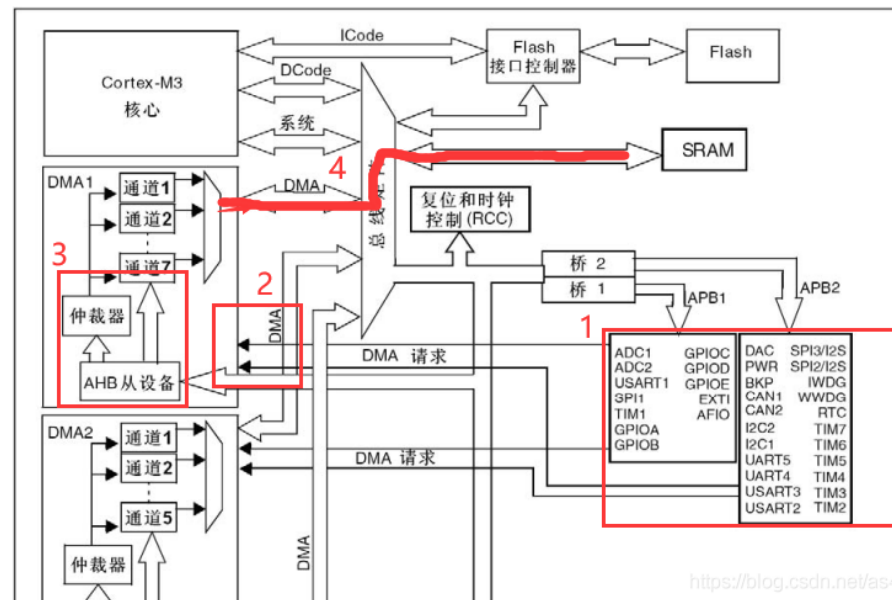 ICode
Flash
接口控制器
Flash
Cortex-M3
核心
DCode
系统
4
SRAM
DMA1
通道1
通道2
通道7
DMA
复位和时钟
控制(RCC)
3
仲裁器
AHB从设备
2
DMA
桥 2
桥 1
APB1
APB2
1
DMA 请求
ADC1 GPIOC
ADC2 GPIOD
USART1 GPIOE
SPI1 EXTI
TIM1 AFIO
GPIOA
GPIOB
DAC SPI3/I2S
PWR SPI2/I2S
BKP IWDG
CAN1 WWDG
CAN2 RTC
I2C2 TIM7
I2C1 TIM6
UART5 TIM5
UART4 TIM4
USART3 TIM3
USART2 TIM2
DMA2
通道1
通道2
通道5
仲裁器
DMA 请求
DMA